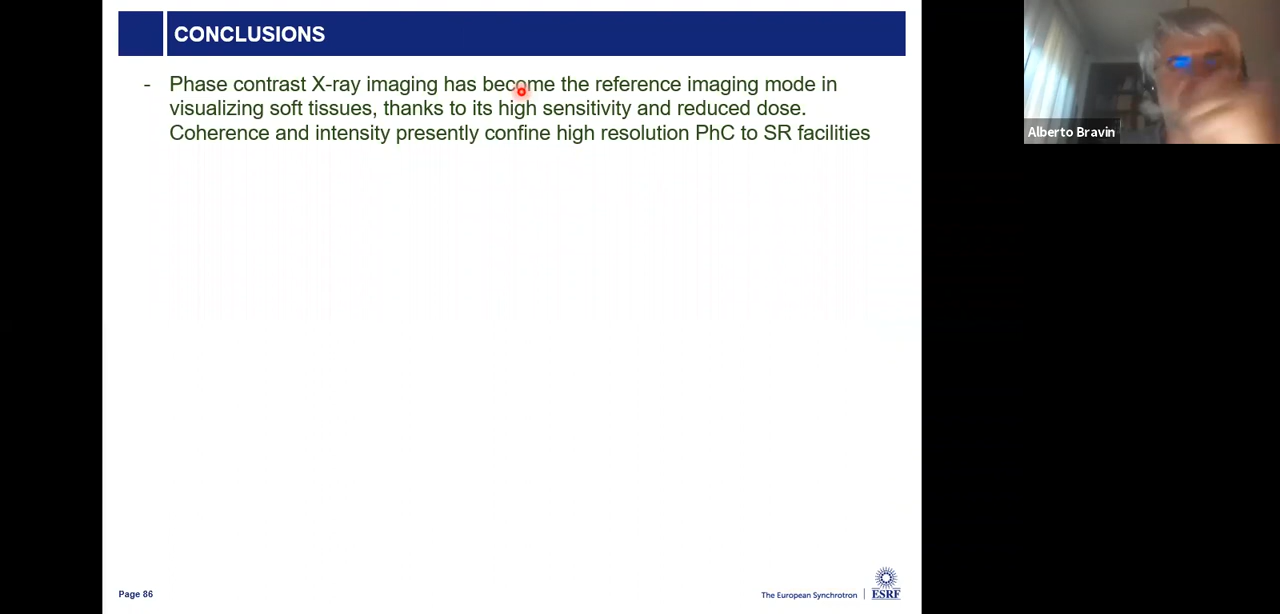 CONCLUSIONS
- Phase contrast X-ray imaging has become the reference imaging mode in
visualizing soft tissues, thanks to its high sensitivity and reduced dose.
Coherence and intensity presently confine high resolution PhC to SR facilities
Alberto Bravin
Page 86
The European Synchrotron
ESRF